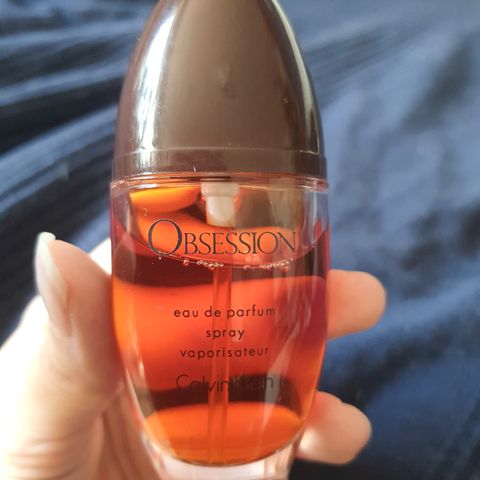 OBSESSION
eau de parfum
spray
vaporisateur
Calvin Klein